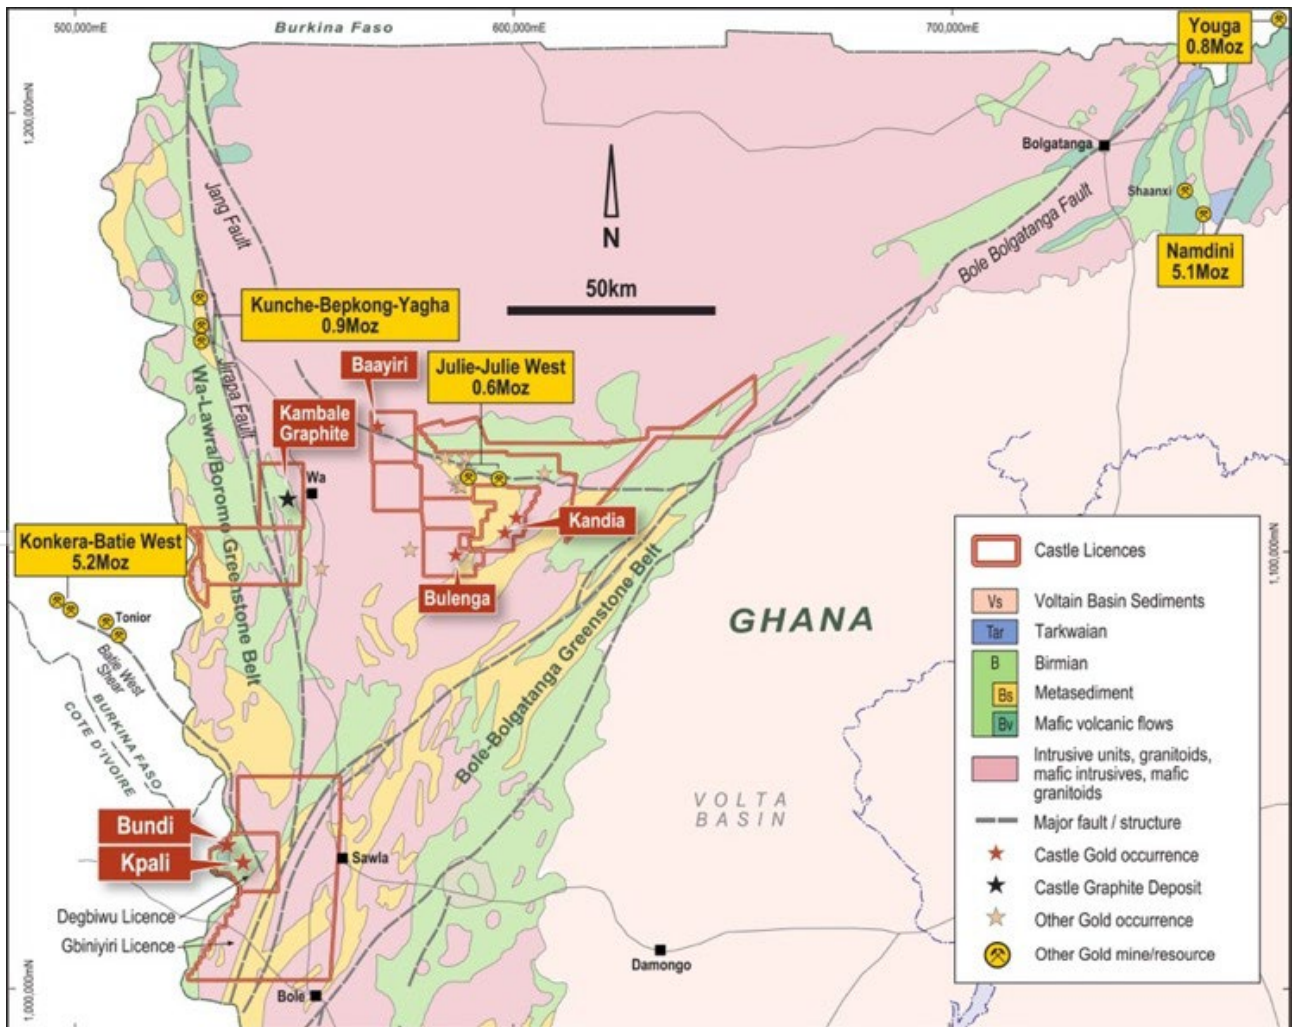 500,000mE
Burkina Faso
600,000mE
700,000mE
Youga
0.8Moz
1,200,000mN
Bolgatanga
Shaanxi
Jang Fault
N
50km
Bole Bolgatanga Fault
Namdini
5.1Moz
Kunche-Bepkong-Yagha
0.9Moz
Jirapa Fault
Wa-Lawra/Boromo Greenstone Belt
Baayiri
Julie-Julie West
0.6Moz
Kambale
Graphite
Wa
Kandia
Bulenga
Konkera-Batie West
5.2Moz
Tonior
Batie West
Shear
BURKINA FASO
COTE D'IVOIRE
Bole-Bolgatanga Greenstone Belt
GHANA
1,100,000mN
VOLTA
BASIN
Bundi
Kpali
Sawla
Degbiwu Licence
Gbiniyiri Licence
Damongo
Bole
1,000,000mN
Castle Licences
Vs Voltain Basin Sediments
Tar Tarkwaian
B Birmian
Bs Metasediment
Bv Mafic volcanic flows
Intrusive units, granitoids,
mafic intrusives, mafic
granitoids
Major fault / structure
Castle Gold occurrence
Castle Graphite Deposit
Other Gold occurrence
Other Gold mine/resource